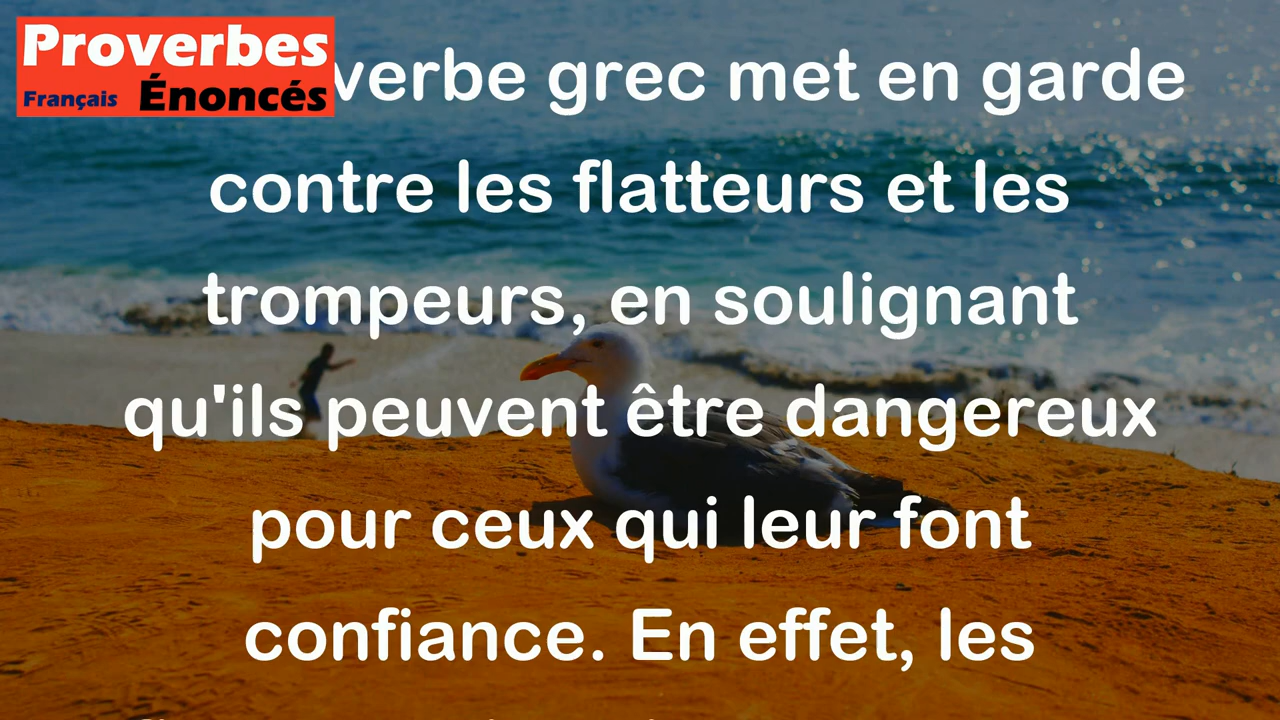 Proverbes
Français Énoncés
verbe grec met en garde
contre les flatteurs et les
trompeurs, en soulignant
qu'ils peuvent être dangereux
pour ceux qui leur font
confiance. En effet, les